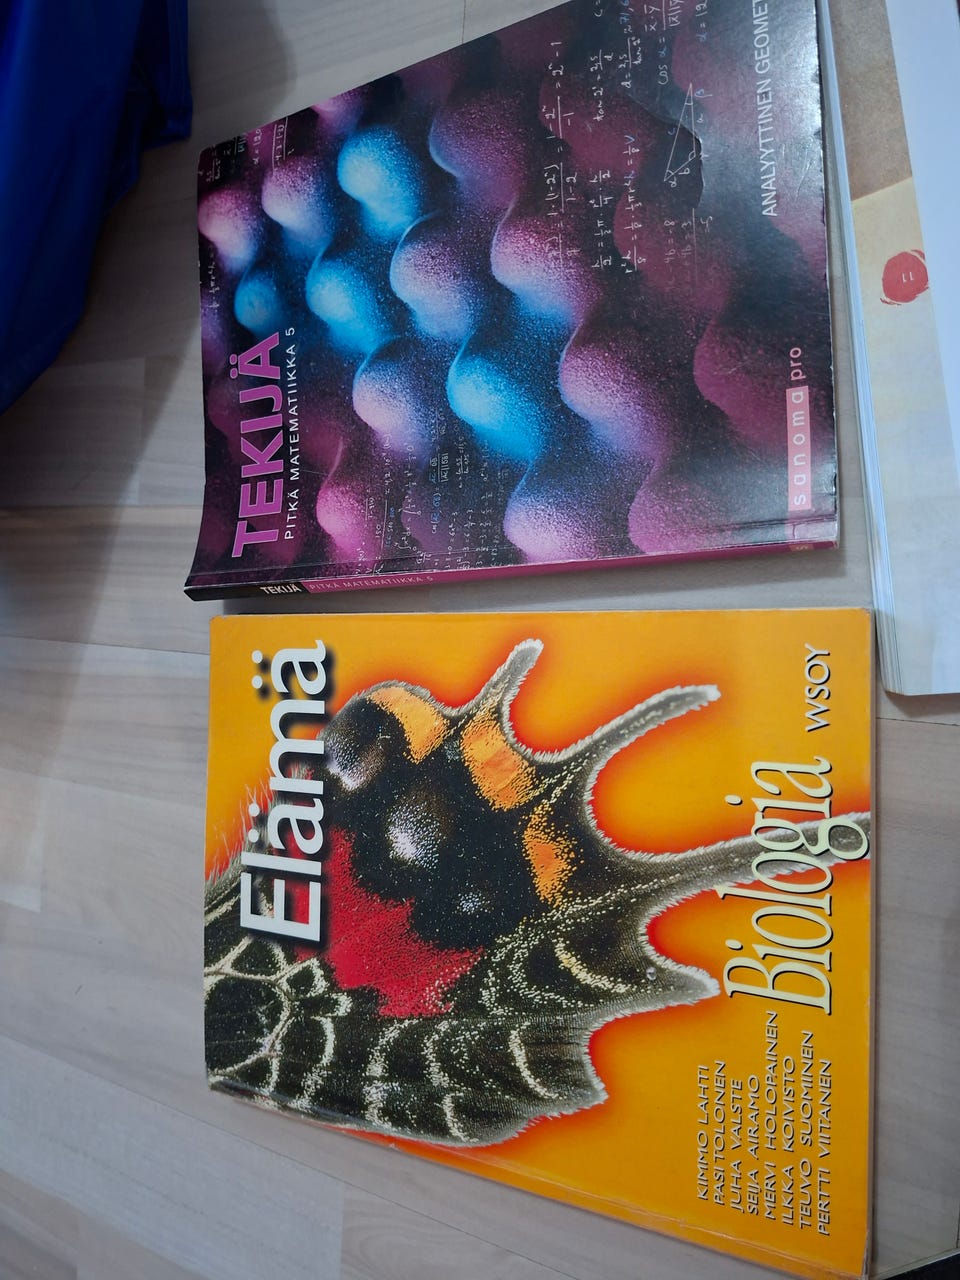 TEKIJÄ
PITKÄ MATEMATIIKKA 5
ANALYYTTINEN GEOMET
sanoma pro
TEKIJÄ PITKÄ MATEMATIIKKA 5
Elämä
Biologia WSOY
KIMMO LAHTI
PASI TOLONEN
JUHA VALSTE
SEIJA AIRAMO
MERVI HOLOPAINEN
ILKKA KOIVISTO
TEUVO SUOMINEN
PERTTI VIITANEN